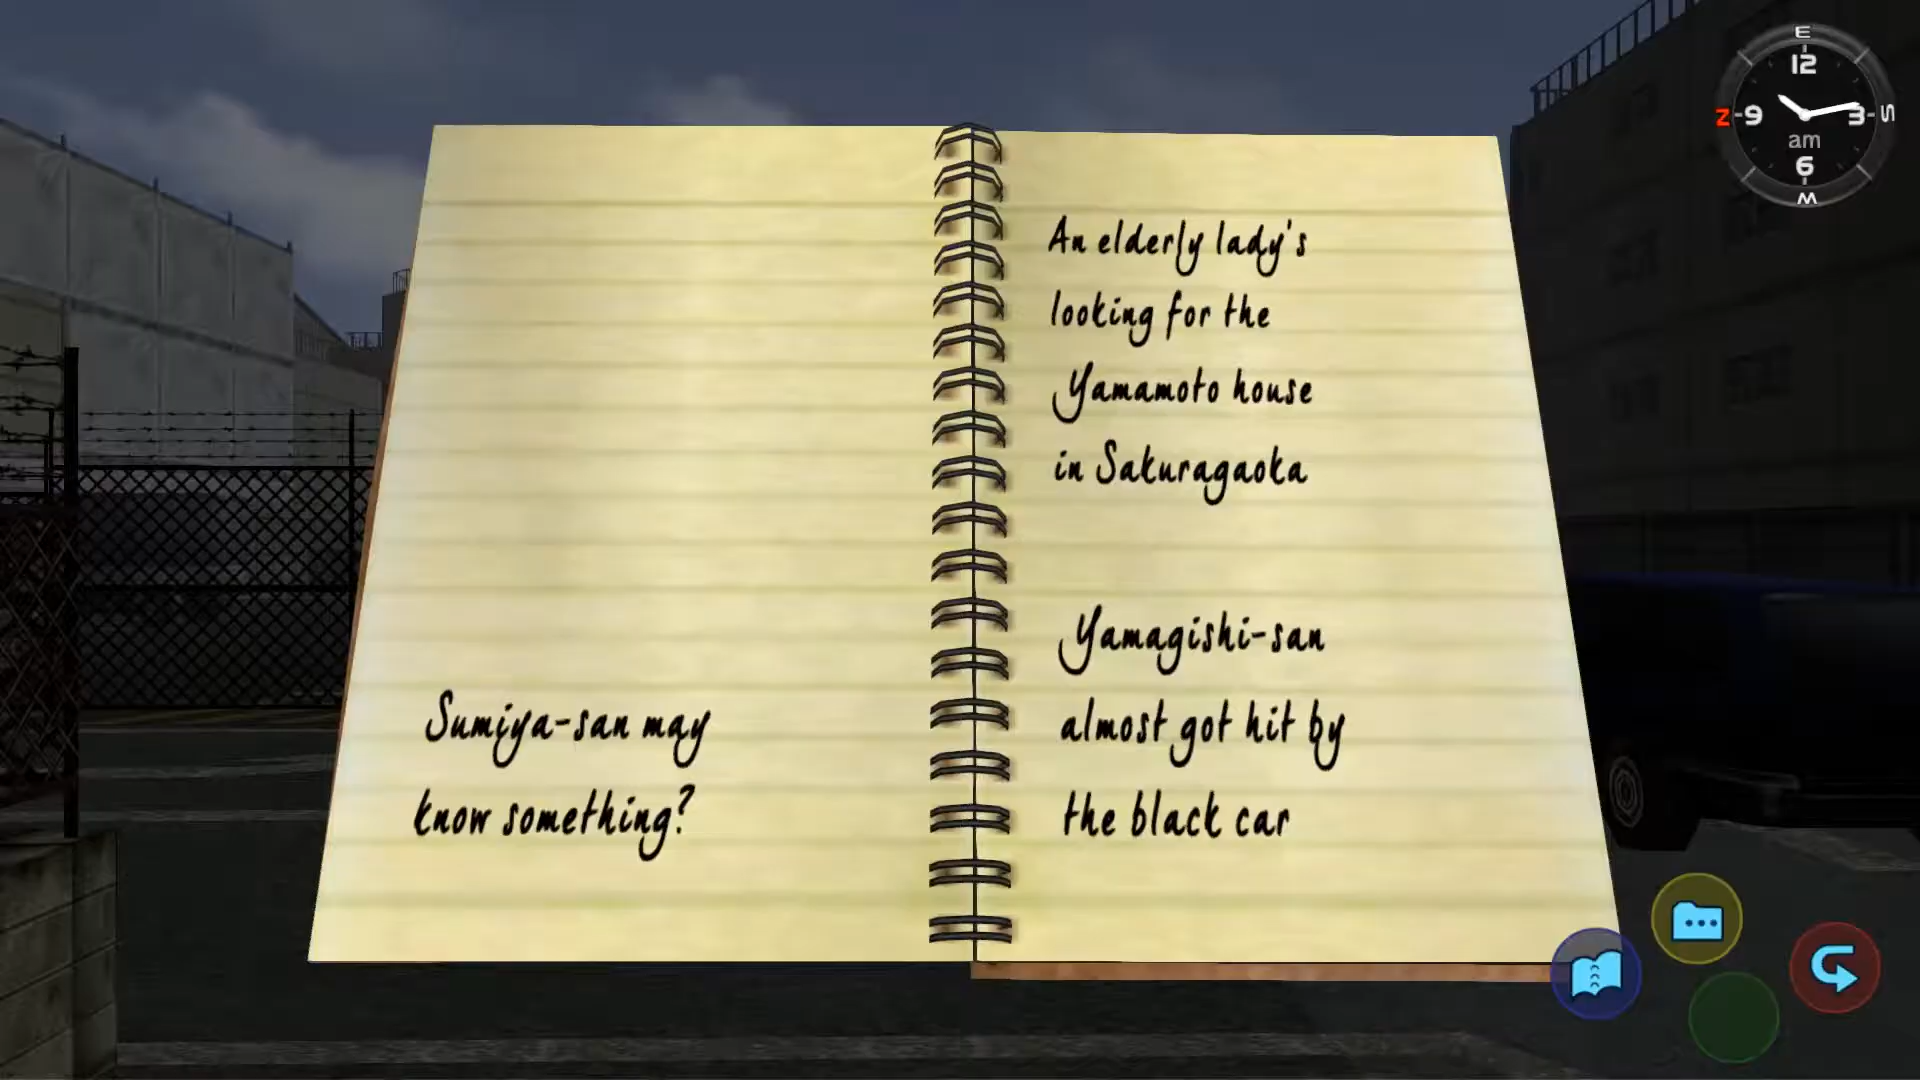 Sumiya-san may
know something?
An elderly lady's
looking for the
Yamamoto house
in Sakuragaoka
Yamagishi-san
almost got hit by
the black car
E
12
N 9 3 S
am
6
W